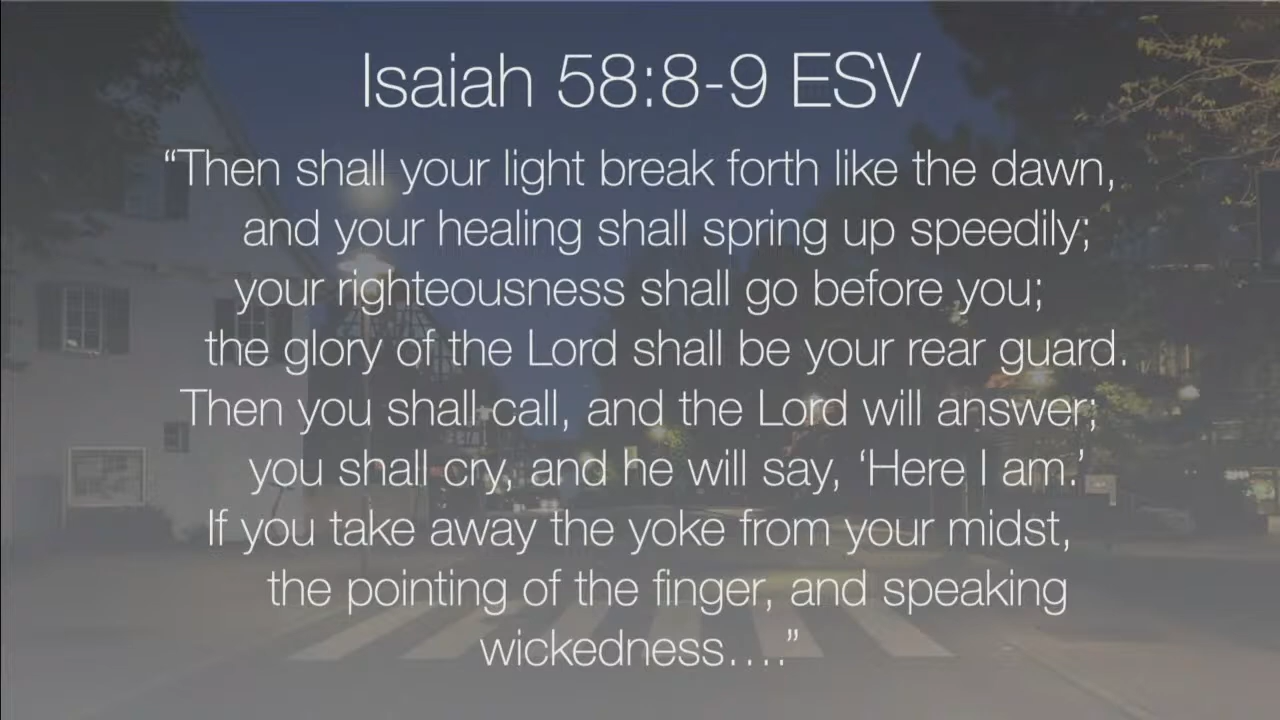 Isaiah 58:8-9 ESV
“Then shall your light break forth like the dawn,
and your healing shall spring up speedily;
your righteousness shall go before you;
the glory of the Lord shall be your rear guard.
Then you shall call, and the Lord will answer;
you shall cry, and he will say, ‘Here I am.’
If you take away the yoke from your midst,
the pointing of the finger, and speaking
wickedness….”